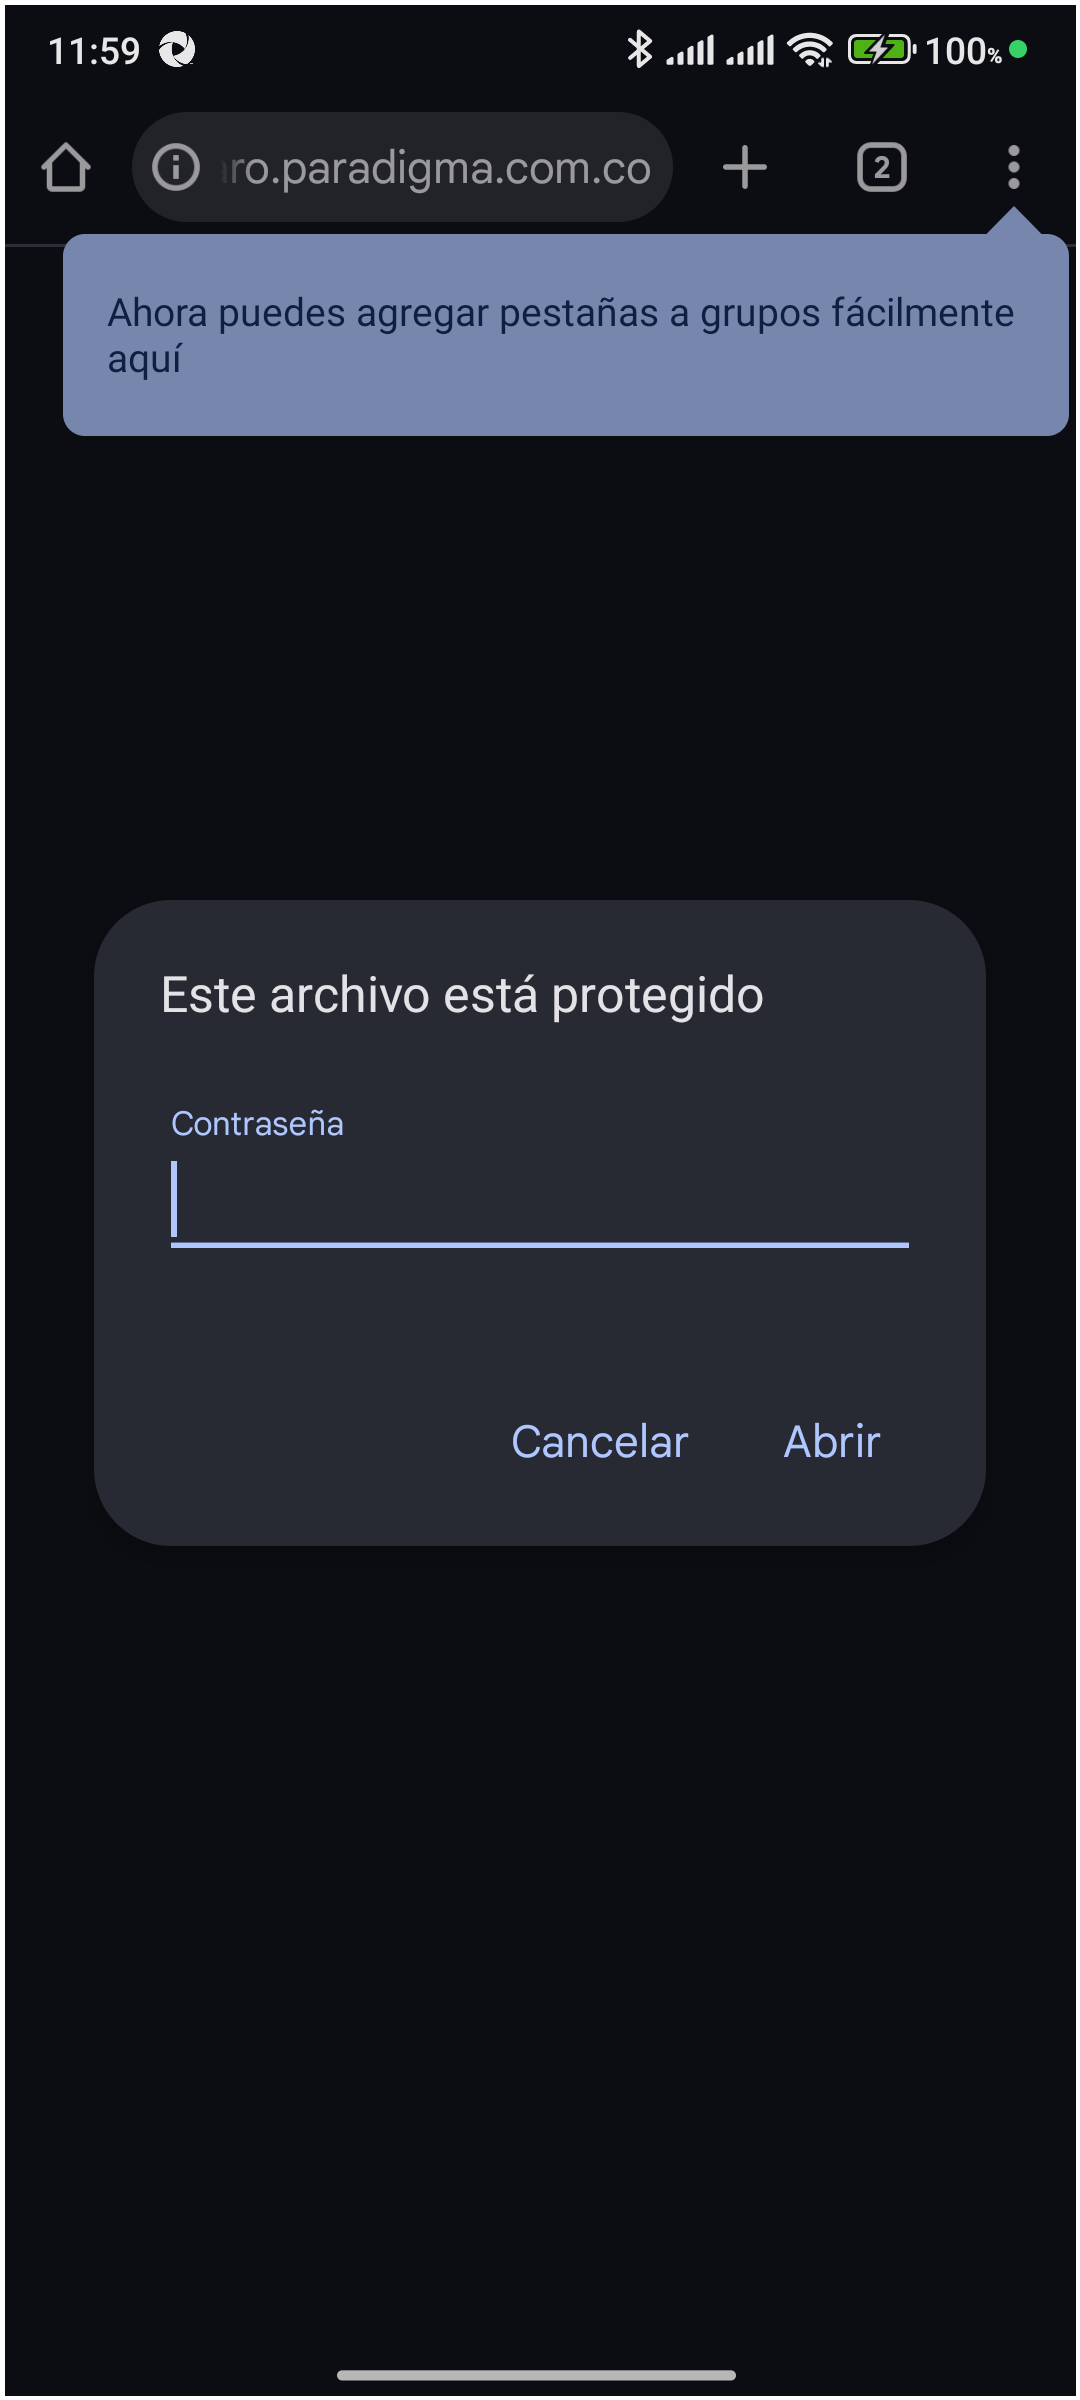 11:59
100%
ro.paradigma.com.co
2
Ahora puedes agregar pestañas a grupos fácilmente
aquí
Este archivo está protegido
Contraseña
Cancelar
Abrir